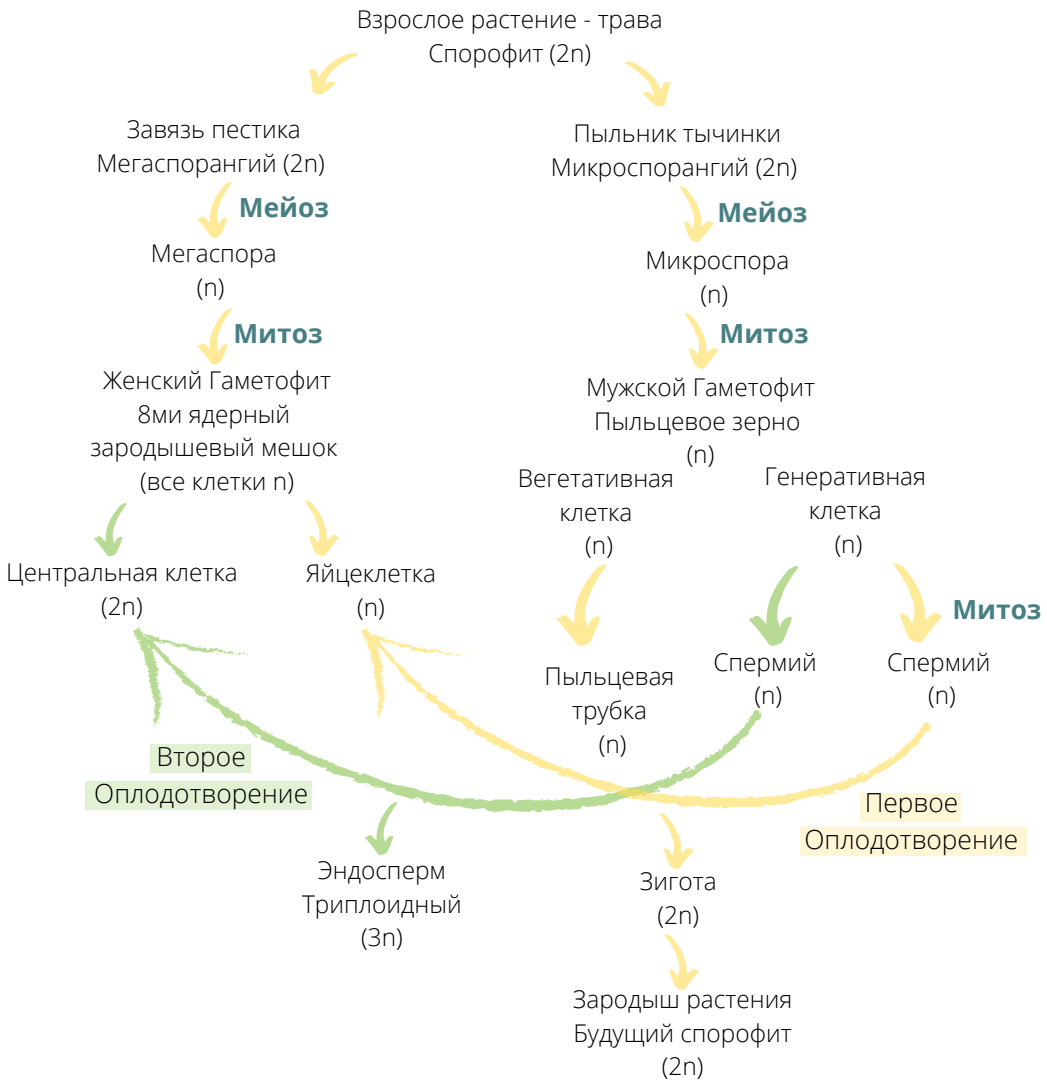 Взрослое растение - трава
Спорофит (2n)
Завязь пестика
Мегаспорангий (2n)
Пыльник тычинки
Микроспорангий (2n)
Мейоз
Мейоз
Мегаспора
(n)
Микроспора
(n)
Митоз
Митоз
Женский Гаметофит
8ми ядерный
зародышевый мешок
(все клетки n)
Мужской Гаметофит
Пыльцевое зерно
(n)
Вегетативная
клетка
(n)
Генеративная
клетка
(n)
Центральная клетка
(2n)
Яйцеклетка
(n)
Митоз
Пыльцевая
трубка
(n)
Спермий
(n)
Спермий
(n)
Второе
Оплодотворение
Первое
Оплодотворение
Эндосперм
Триплоидный
(3n)
Зигота
(2n)
Зародыш растения
Будущий спорофит
(2n)